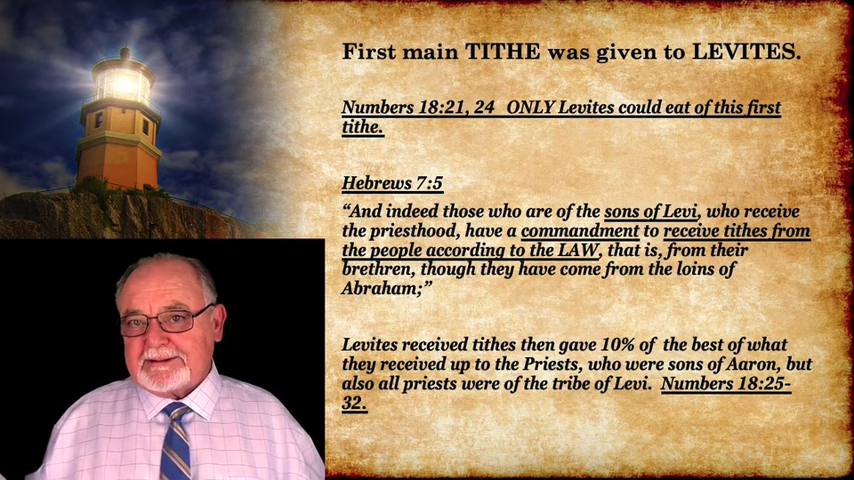 First main TITHE was given to LEVITES.
Numbers 18:21, 24 ONLY Levites could eat of this first
tithe.
Hebrews 7:5
“And indeed those who are of the sons of Levi, who receive
the priesthood, have a commandment to receive tithes from
the people according to the LAW, that is, from their
brethren, though they have come from the loins of
Abraham;”
Levites received tithes then gave 10% of the best of what
they received up to the Priests, who were sons of Aaron, but
also all priests were of the tribe of Levi. Numbers 18:25-
32.